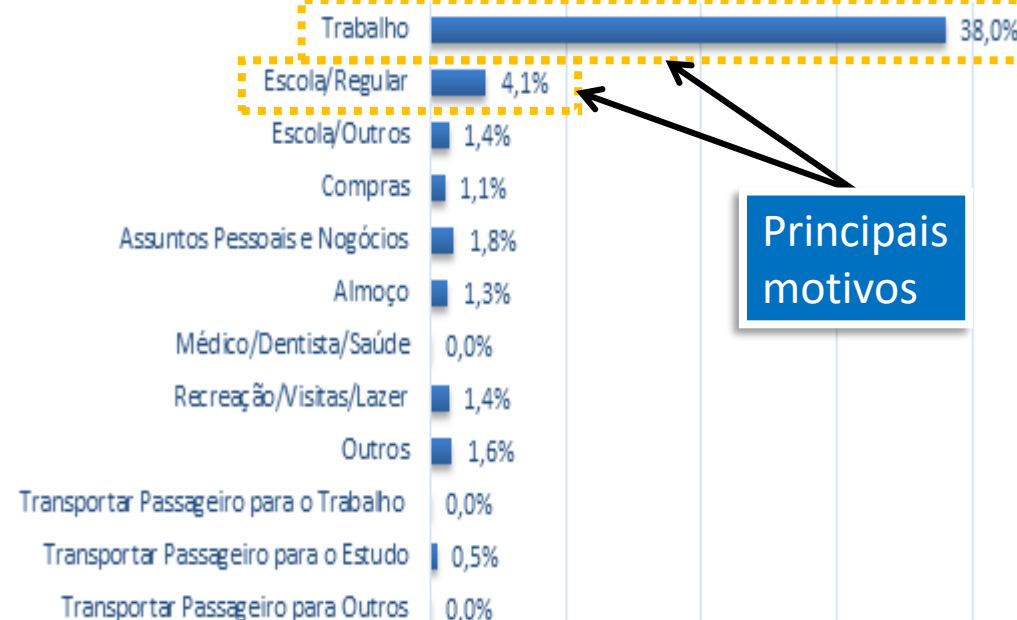 Trabalho 38,0%
Escola/Regular 4,1%
Escola/Outros 1,4%
Compras 1,1%
Assuntos Pessoais e Nogócios 1,8%
Almoço 1,3%
Médico/Dentista/Saúde 0,0%
Recreação/Visitas/Lazer 1,4%
Outros 1,6%
Transportar Passageiro para o Trabalho 0,0%
Transportar Passageiro para o Estudo 0,5%
Transportar Passageiro para Outros 0,0%
Principais
motivos